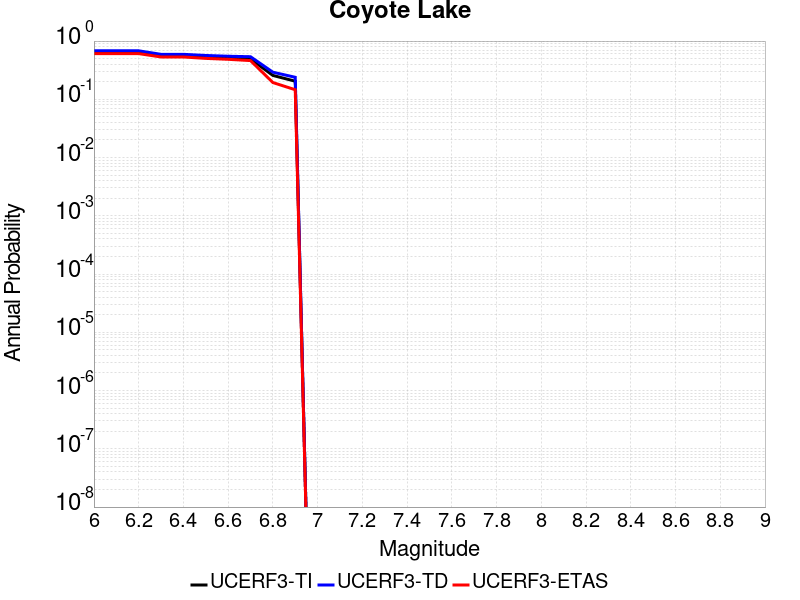 Coyote Lake
Annual Probability
10^0
10^-1
10^-2
10^-3
10^-4
10^-5
10^-6
10^-7
10^-8
6 6.2 6.4 6.6 6.8 7 7.2 7.4 7.6 7.8 8 8.2 8.4 8.6 8.8 9
Magnitude
UCERF3-TI UCERF3-TD UCERF3-ETAS